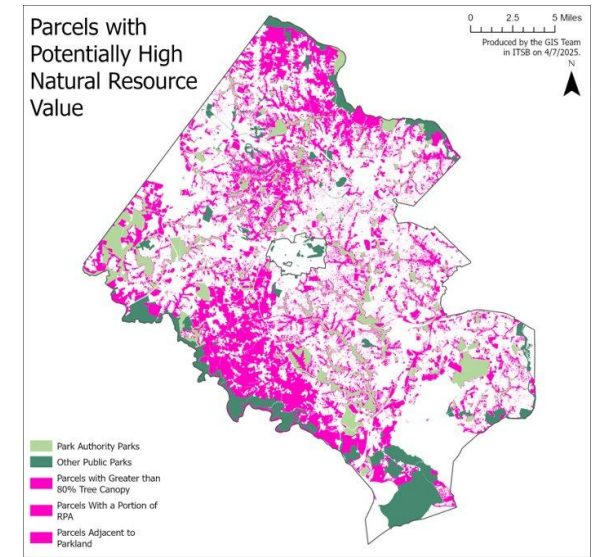 Parcels with
Potentially High
Natural Resource
Value
0 2.5 5 Miles
Produced by the GIS Team
in ITSB on 4/7/2025.
N
Park Authority Parks
Other Public Parks
Parcels with Greater than
80% Tree Canopy
Parcels With a Portion of
RPA
Parcels Adjacent to
Parkland